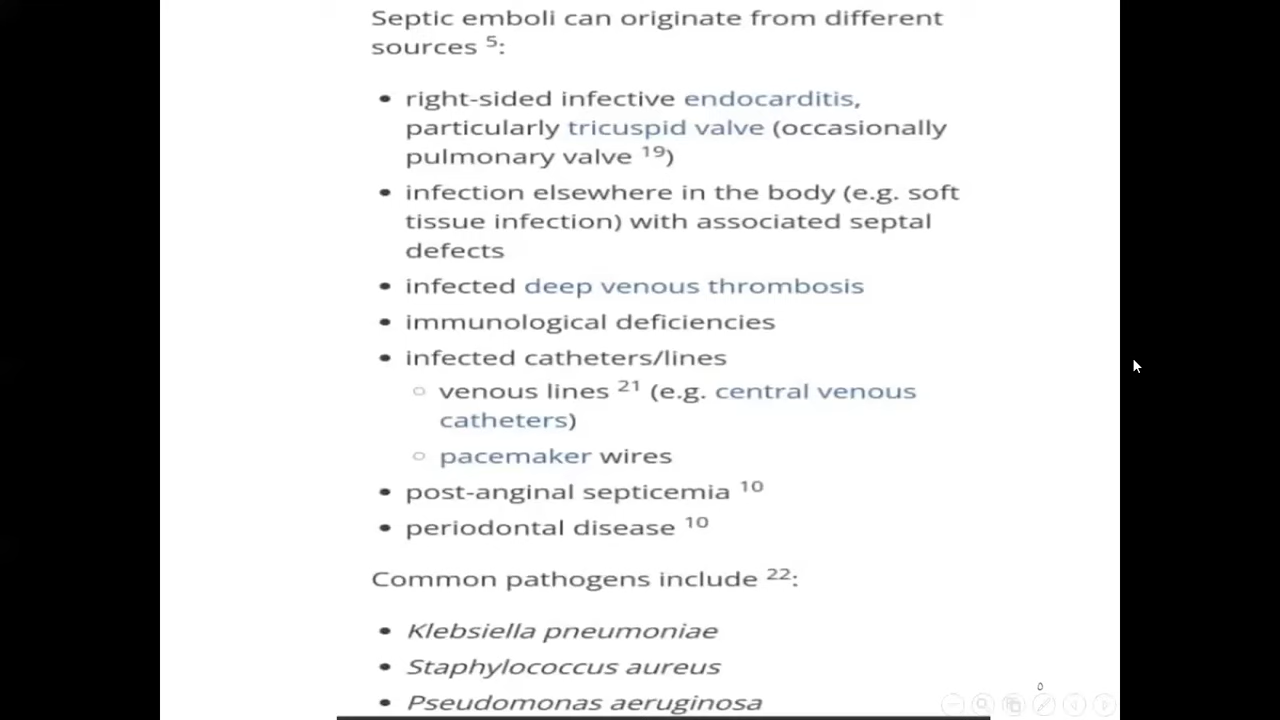 Septic emboli can originate from different
sources 5:
• right-sided infective endocarditis,
particularly tricuspid valve (occasionally
pulmonary valve 19)
• infection elsewhere in the body (e.g. soft
tissue infection) with associated septal
defects
• infected deep venous thrombosis
• immunological deficiencies
• infected catheters/lines
○ venous lines 21 (e.g. central venous
catheters)
○ pacemaker wires
• post-anginal septicemia 10
• periodontal disease 10
Common pathogens include 22:
• Klebsiella pneumoniae
• Staphylococcus aureus
• Pseudomonas aeruginosa